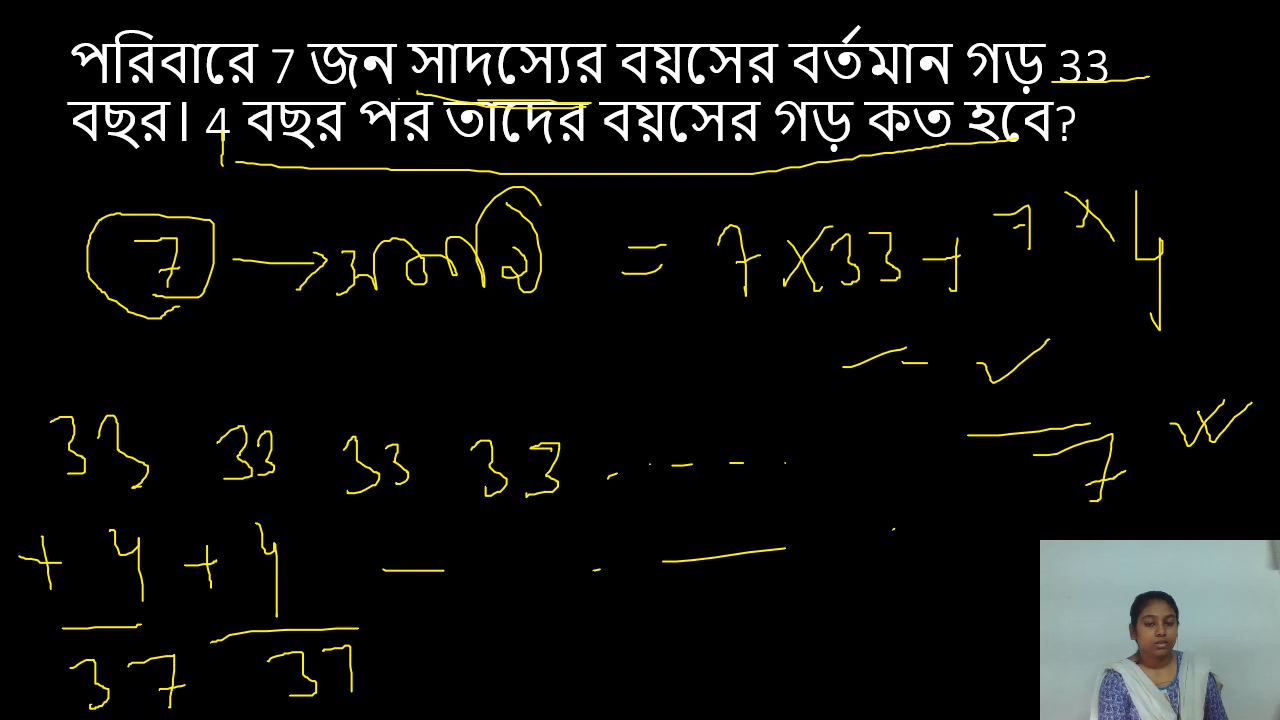 পরিবারে 7 জন সাদস্যের বয়সের বর্তমান গড় 33
বছর। 4 বছর পর তাদের বয়সের গড় কত হবে?
7 → = 7 × 33 + 7 × 4
7
33 33 33 33 .....
+ 4 + 4
37 37